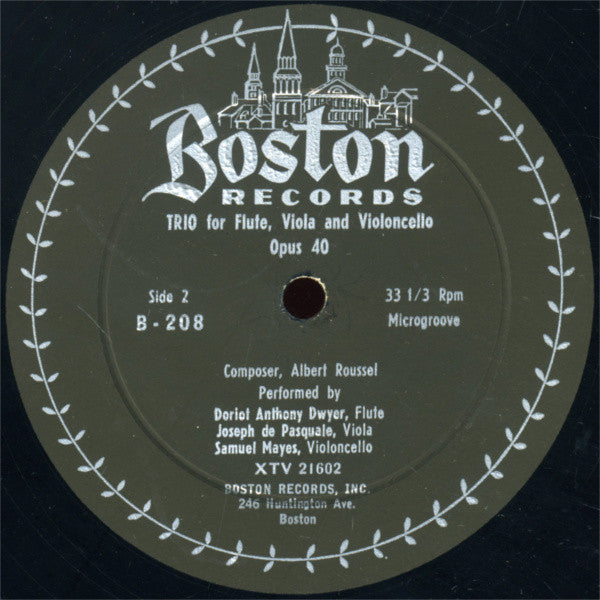 Boston
RECORDS
TRIO for Flute, Viola and Violoncello
Opus 40
Side 2
33 1/3 Rpm
B-208
Microgroove
Composer, Albert Roussel
Performed by
Doriot Anthony Dwyer, Flute
Joseph de Pasquale, Viola
Samuel Mayes, Violoncello
XTV 21602
BOSTON RECORDS, INC.
246 Huntington Ave.
Boston